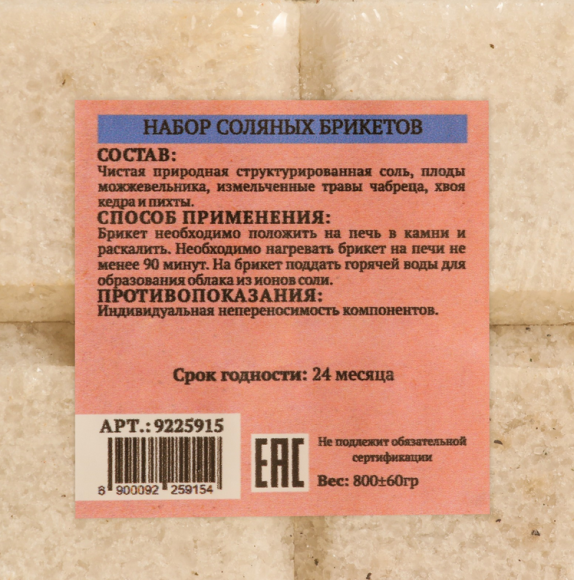 НАБОР СОЛЯНЫХ БРИКЕТОВ
СОСТАВ:
Чистая природная структурированная соль, плоды
можжевельника, измельченные травы чабреца, хвоя
кедра и пихты.
СПОСОБ ПРИМЕНЕНИЯ:
Брикет необходимо положить на печь в камни и
раскалить. Необходимо нагревать брикет на печи не
менее 90 минут. На брикет поддать горячей воды для
образования облака из ионов соли.
ПРОТИВОПОКАЗАНИЯ:
Индивидуальная непереносимость компонентов.
Срок годности: 24 месяца
АРТ.: 9225915
8 900092 259154
ЕАС
Не подлежит обязательной
сертификации
Вес: 800±60гр